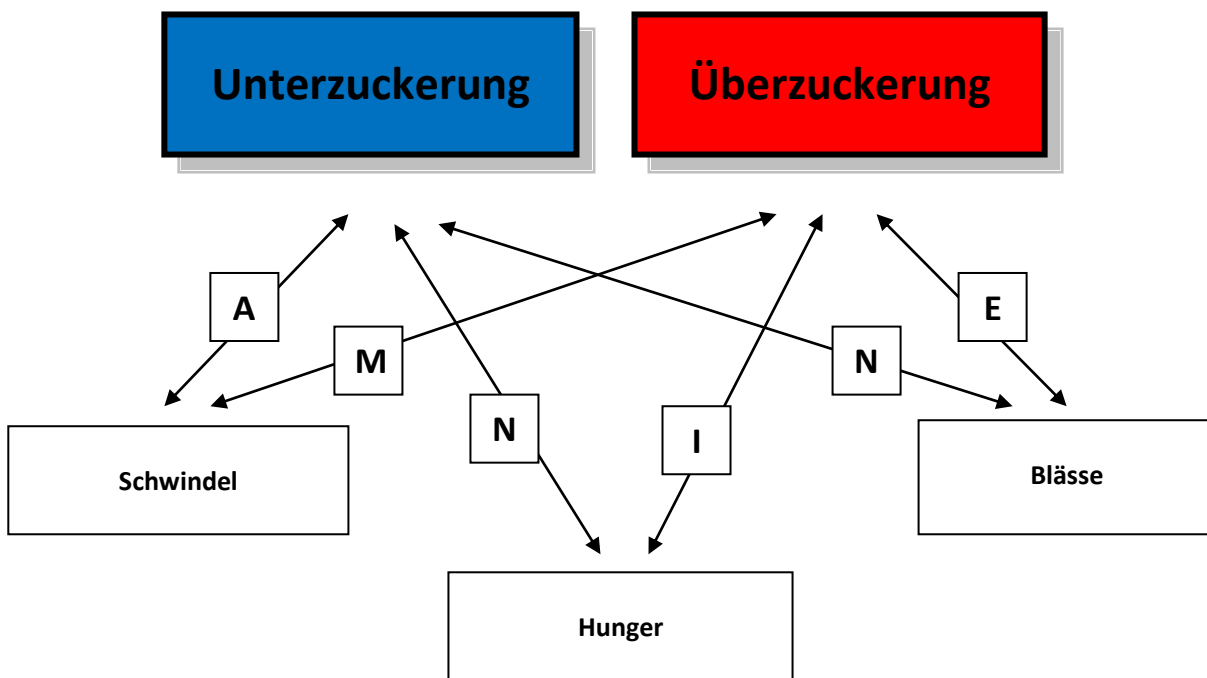 Unterzuckerung
Überzuckerung
A
E
M
N
N
I
Schwindel
Blässe
Hunger